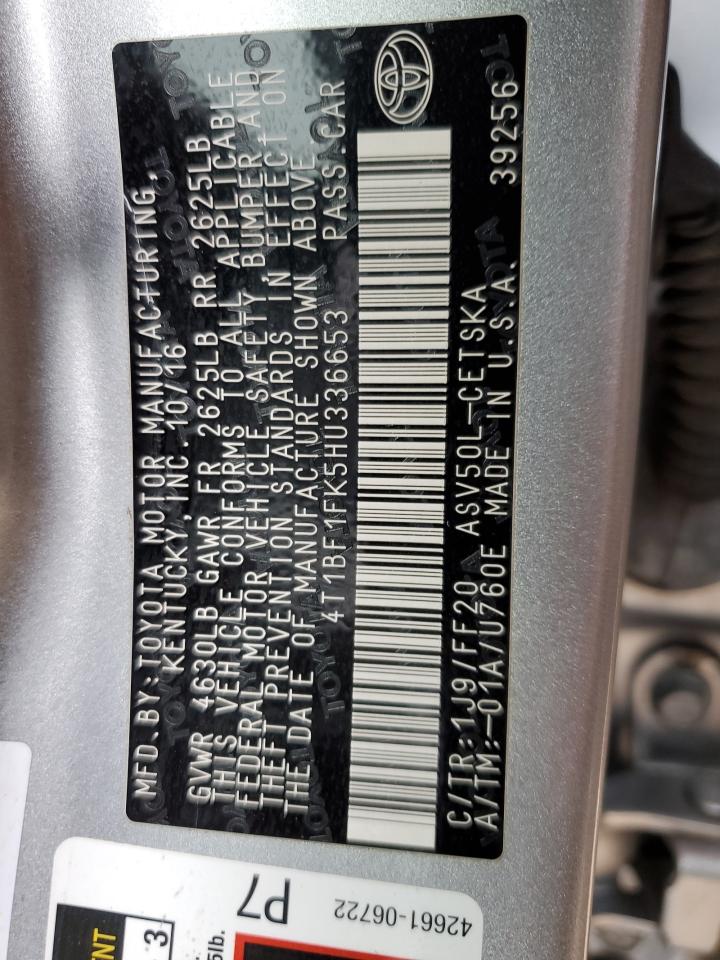 MFD.BY:TOYOTA MOTOR MANUFACTURING,
KENTUCKY, INC 10/16
GVWR 4630LB GAWR FR 2625LB RR 2625LB
THIS VEHICLE CONFORMS TO ALL APPLICABLE
FEDERAL MOTOR VEHICLE SAFETY BUMPER AND
THEFT PREVENTION STANDARDS IN EFFECT ON
THE DATE OF MANUFACTURE SHOWN ABOVE
4T1BF1FK5HU336653 PASS.CAR
C/TR:1J9/FF20 ASV50L-CETSKA
A/TM:-01A/U760E MADE IN U.S.A. 39256
P7
42661-06722
3